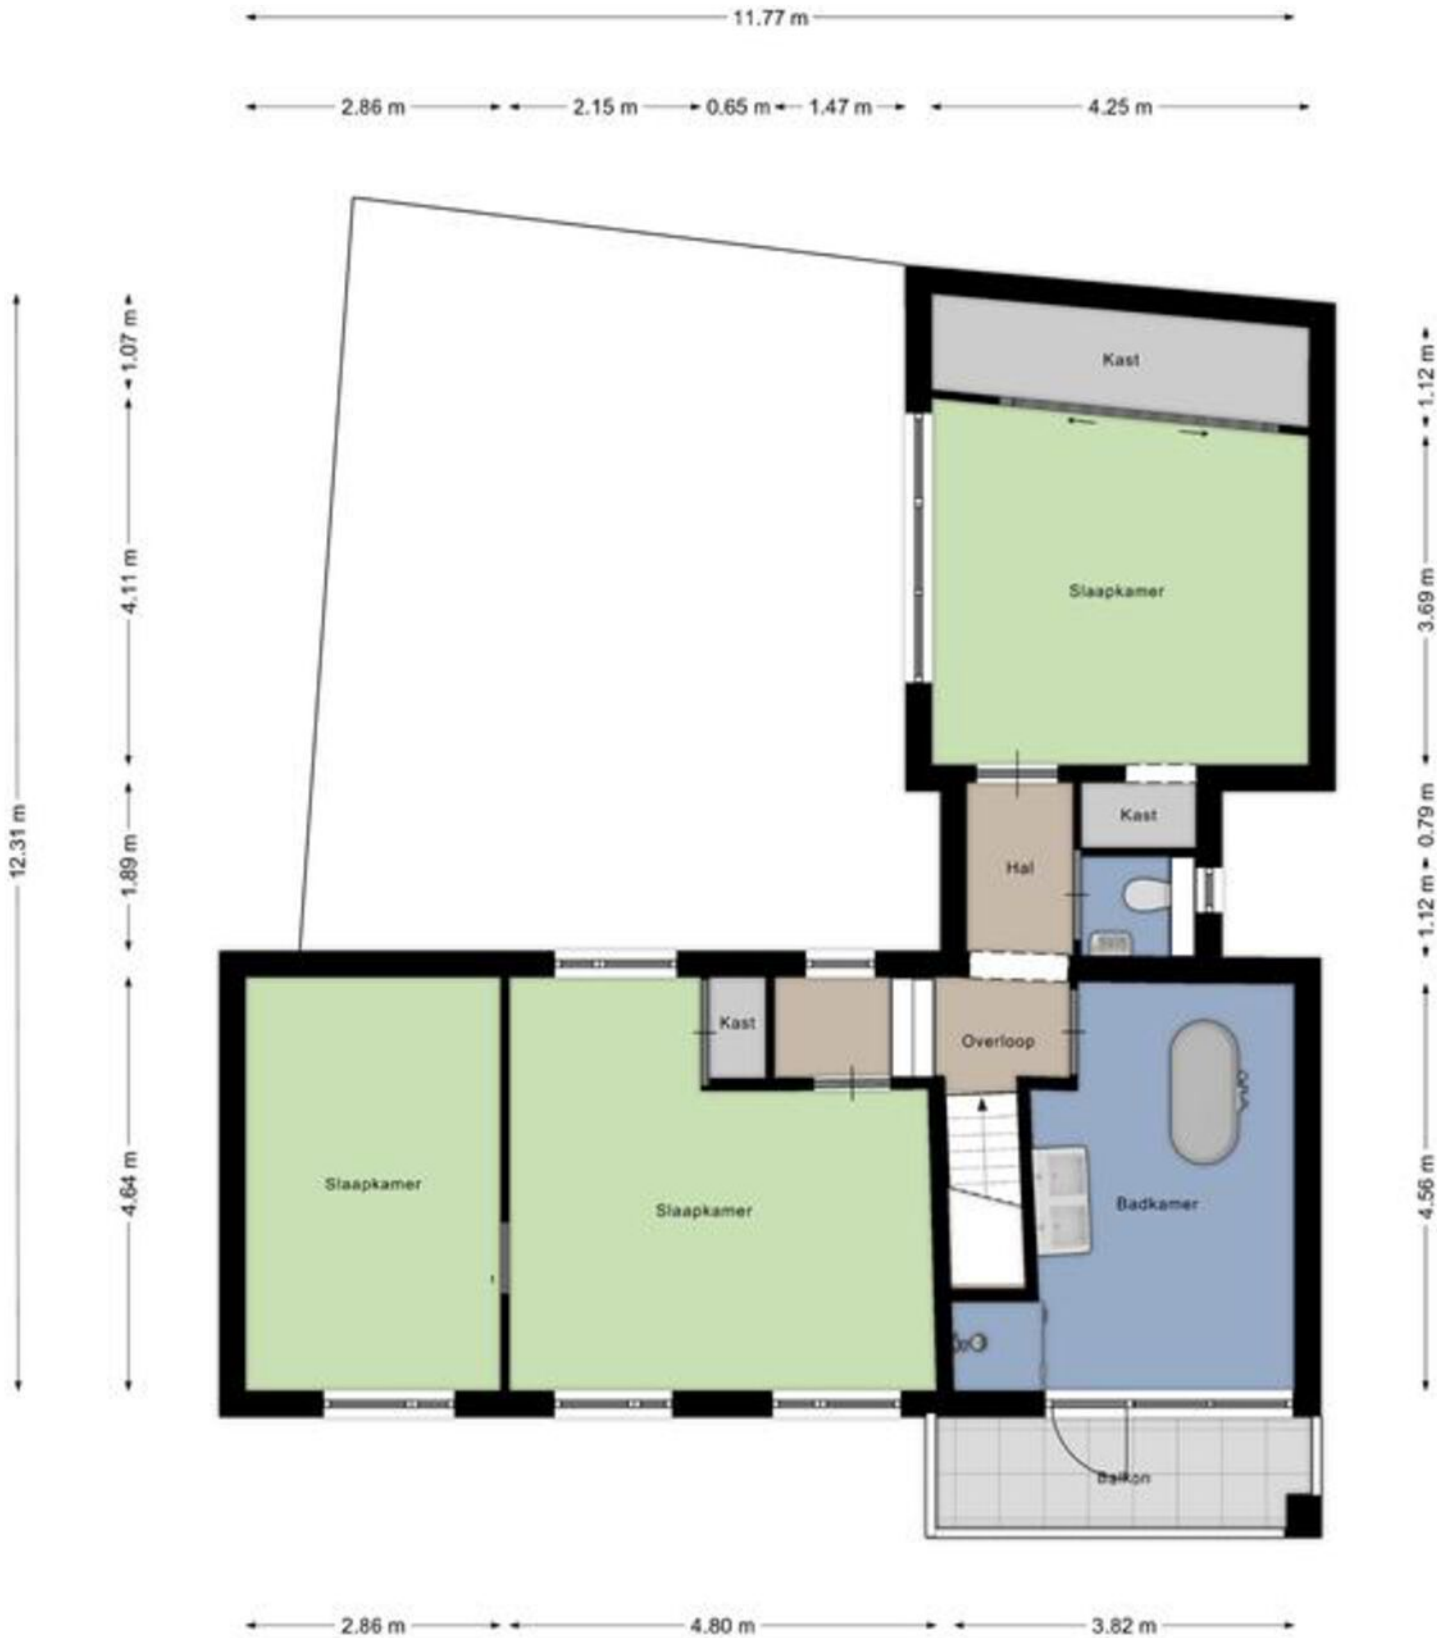 11.77 m
2.86 m
2.15 m
0.65 m
1.47 m
4.25 m
1.07 m
4.11 m
1.89 m
4.64 m
12.31 m
1.12 m
3.69 m
0.79 m
1.12 m
4.56 m
Kast
Slaapkamer
Kast
Hal
Kast
Overloop
Slaapkamer
Slaapkamer
Badkamer
Balkon
2.86 m
4.80 m
3.82 m